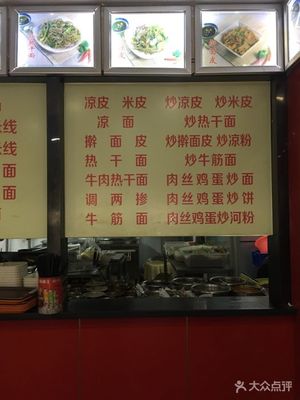 凉皮 米皮 炒凉皮 炒米皮
凉面 炒热干面
擀面皮 炒擀面皮 炒凉粉
热干面 炒牛筋面
牛肉热干面 肉丝鸡蛋炒面
调两掺 肉丝鸡蛋炒饼
牛筋面 肉丝鸡蛋炒河粉
线
线
面
面
大众点评